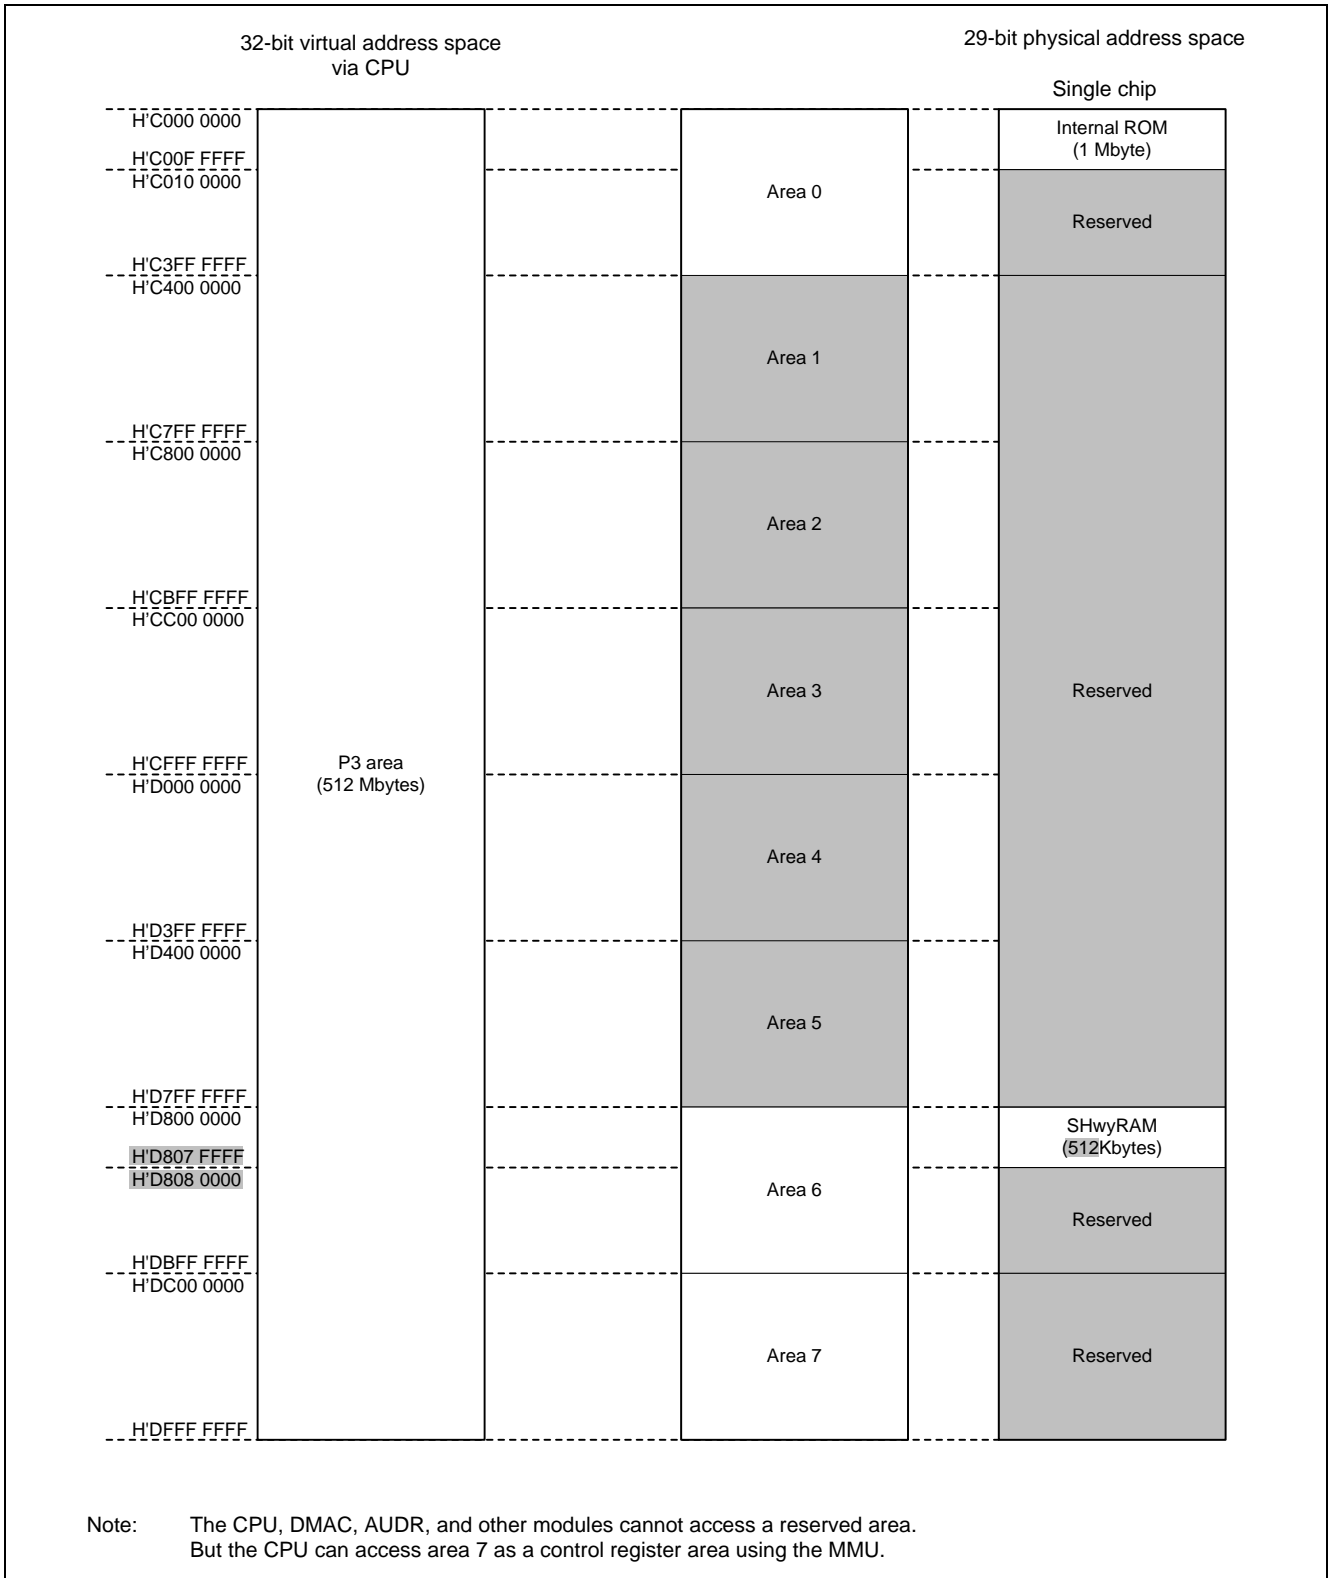 32-bit virtual address space
via CPU
29-bit physical address space
Single chip
H'C000 0000
Internal ROM
(1 Mbyte)
H'C00F FFFF
H'C010 0000
Area 0
Reserved
H'C3FF FFFF
H'C400 0000
Area 1
H'C7FF FFFF
H'C800 0000
Area 2
H'CBFF FFFF
H'CC00 0000
Area 3
Reserved
H'CFFF FFFF
H'D000 0000
P3 area
(512 Mbytes)
Area 4
H'D3FF FFFF
H'D400 0000
Area 5
H'D7FF FFFF
H'D800 0000
SHwyRAM
(512Kbytes)
H'D807 FFFF
H'D808 0000
Area 6
Reserved
H'DBFF FFFF
H'DC00 0000
Area 7
Reserved
H'DFFF FFFF
Note: The CPU, DMAC, AUDR, and other modules cannot access a reserved area.
But the CPU can access area 7 as a control register area using the MMU.